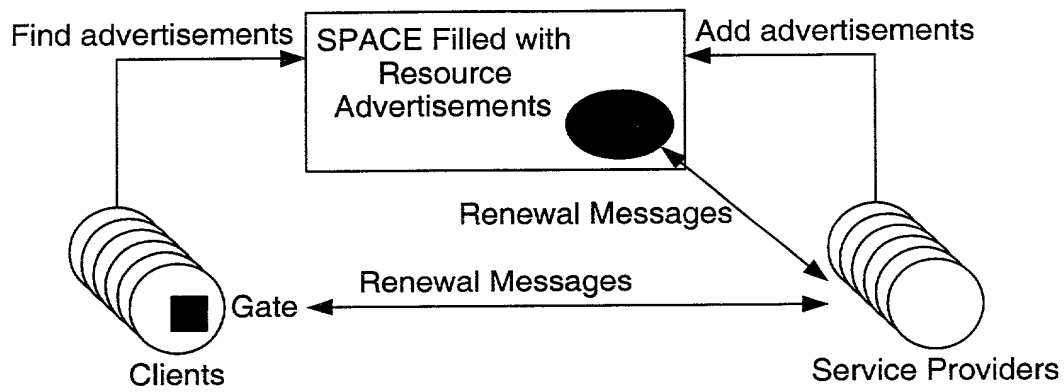 Find advertisements
SPACE Filled with
Resource
Advertisements
Add advertisements
Renewal Messages
Renewal Messages
Gate
Clients
Service Providers